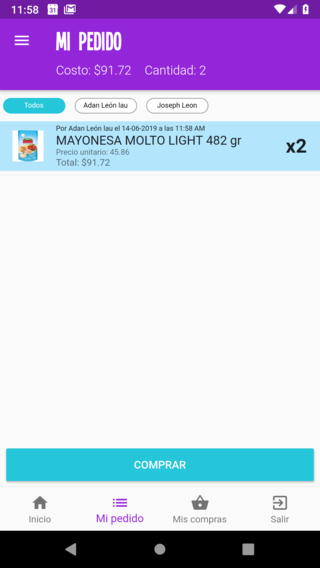 11:58
31
MI PEDIDO
Costo: $91.72 Cantidad: 2
Todos
Adan León Iau
Joseph Leon
Por Adan León Iau el 14-06-2019 a las 11:58 AM
MAYONESA MOLTO LIGHT 482 gr
x2
Precio unitario: 45.86
Total: $91.72
COMPRAR
Inicio
Mi pedido
Mis compras
Salir